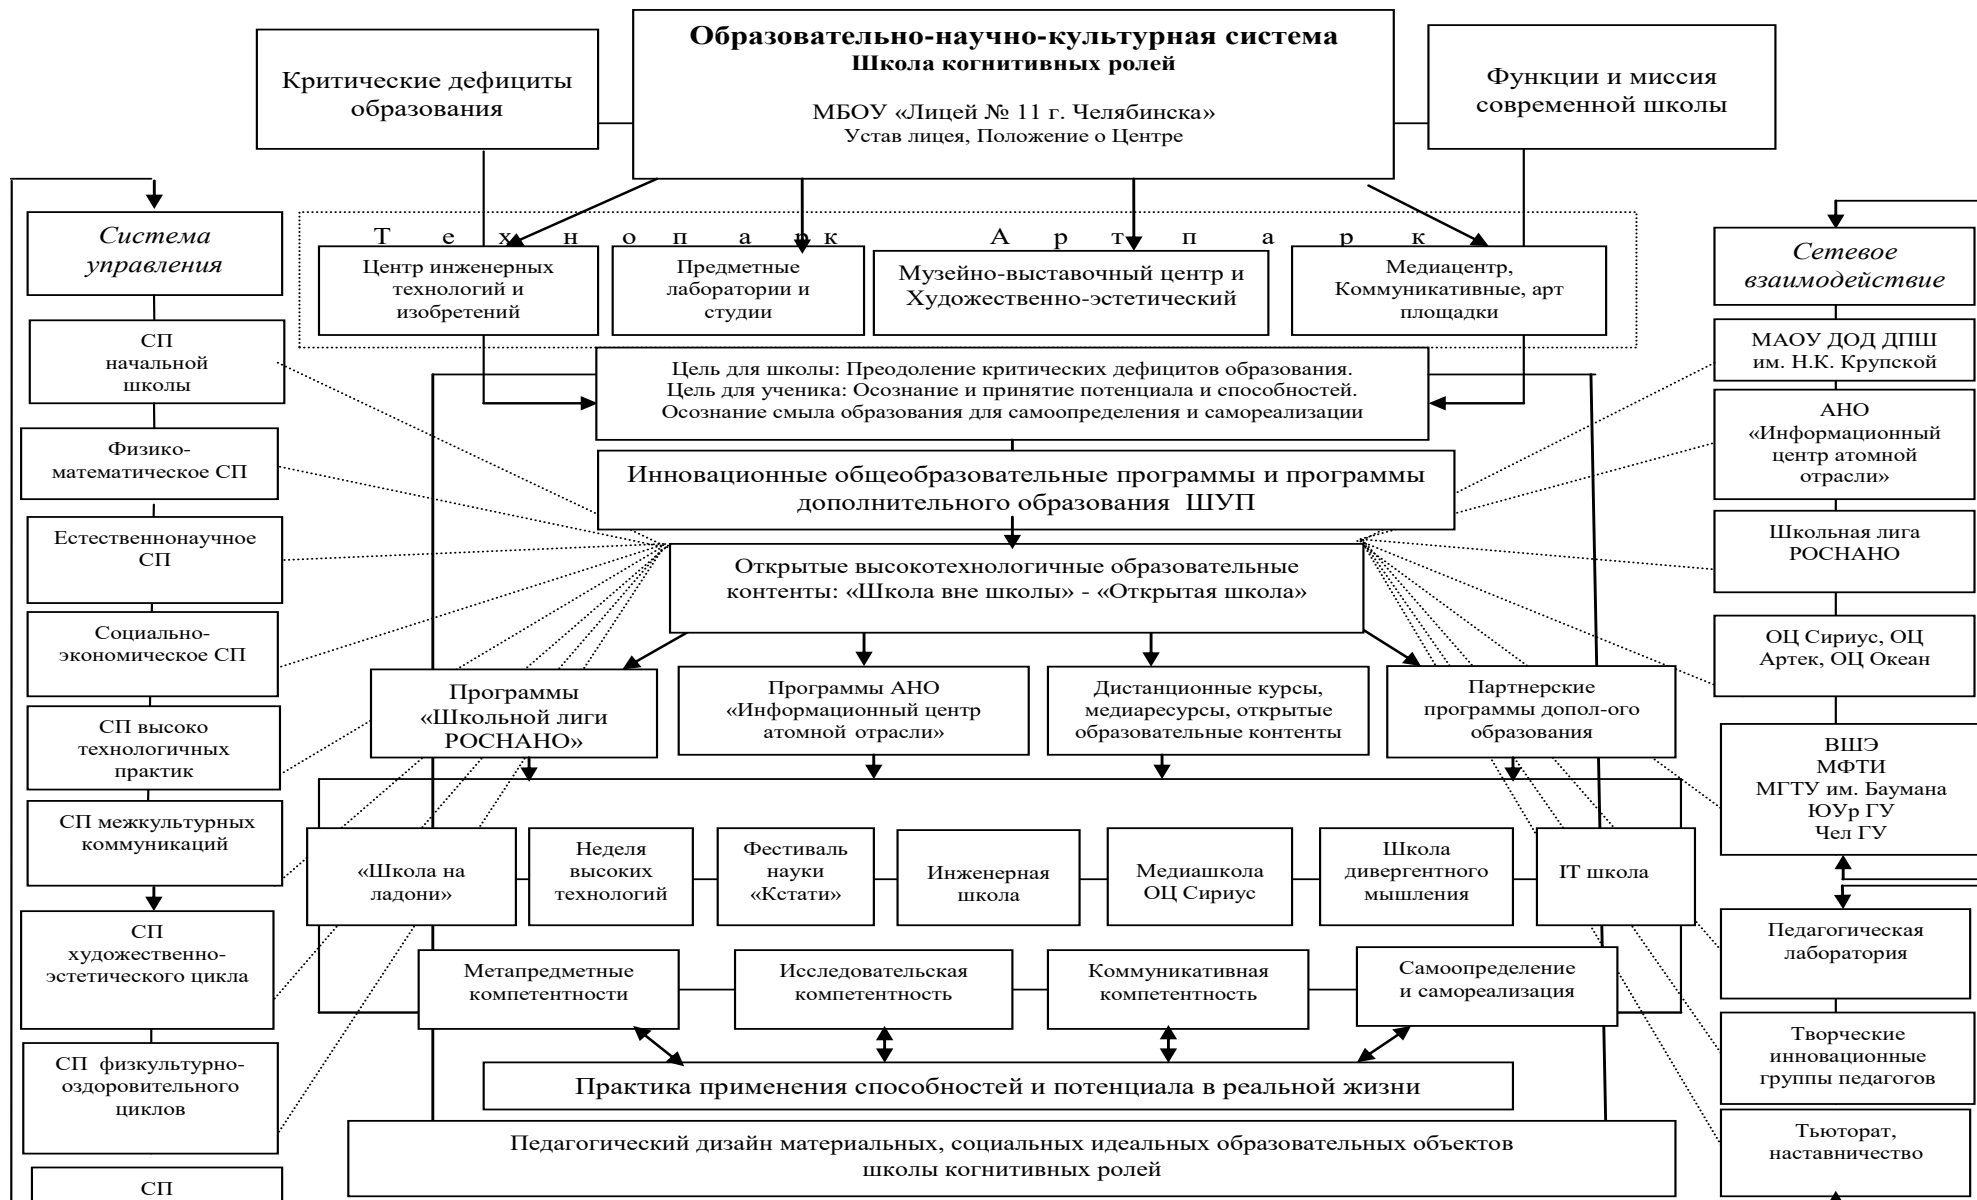 Образовательно-научно-культурная система
Школа когнитивных ролей
МБОУ «Лицей № 11 г. Челябинска»
Устав лицея, Положение о Центре
Критические дефициты
образования
Функции и миссия
современной школы
Система
управления
СП
начальной
школы
Физико-
математическое СП
Естественнонаучное
СП
Социально-
экономическое СП
СП высоко
технологичных
практик
СП межкультурных
коммуникаций
СП
художественно-
эстетического цикла
СП физкультурно-
оздоровительного
циклов
СП
Технопарк Артпарк
Центр инженерных
технологий и
изобретений
Предметные
лаборатории и
студии
Музейно-выставочный центр и
Художественно-эстетический
Медиацентр,
Коммуникативные, арт
площадки
Цель для школы: Преодоление критических дефицитов образования.
Цель для ученика: Осознание и принятие потенциала и способностей.
Осознание смыла образования для самоопределения и самореализации
Инновационные общеобразовательные программы и программы
дополнительного образования ШУП
Открытые высокотехнологичные образовательные
контенты: «Школа вне школы» - «Открытая школа»
Программы
«Школьной лиги
РОСНАНО»
Программы АНО
«Информационный центр
атомной отрасли»
Дистанционные курсы,
медиаресурсы, открытые
образовательные контенты
Партнерские
программы допол-ого
образования
«Школа на
ладони»
Неделя
высоких
технологий
Фестиваль
науки
«Кстати»
Инженерная
школа
Медиашкола
ОЦ Сириус
Школа
дивергентного
мышления
IT школа
Метапредметные
компетентности
Исследовательская
компетентность
Коммуникативная
компетентность
Самоопределение
и самореализация
Практика применения способностей и потенциала в реальной жизни
Педагогический дизайн материальных, социальных идеальных образовательных объектов
школы когнитивных ролей
Сетевое
взаимодействие
МАОУ ДОД ДПШ
им. Н.К. Крупской
АНО
«Информационный
центр атомной
отрасли»
Школьная лига
РОСНАНО
ОЦ Сириус, ОЦ
Артек, ОЦ Океан
ВШЭ
МФТИ
МГТУ им. Баумана
ЮУр ГУ
Чел ГУ
Педагогическая
лаборатория
Творческие
инновационные
группы педагогов
Тьюторат,
наставничество